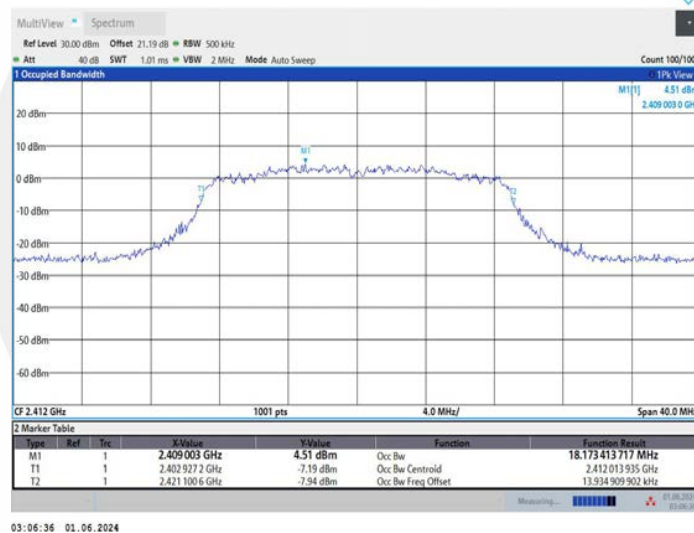 MultiView Spectrum
Ref Level 30.00 dBm Offset 21.19 dB RBW 500 kHz
Att 40 dB SWT 1.01 ms VBW 2 MHz Mode Auto Sweep Count 100/100
1 Occupied Bandwidth 1Pk View
M1[1] 4.51 dBm
2.409 003 0 GH
20 dBm
10 dBm
M1
0 dBm
T1
T2
-10 dBm
-20 dBm
-30 dBm
-40 dBm
-50 dBm
-60 dBm
CF 2.412 GHz 1001 pts 4.0 MHz/ Span 40.0 MH
2 Marker Table
Type Ref Trc X-Value Y-Value Function Function Result
M1 1 2.409 003 GHz 4.51 dBm Occ Bw 18.173 413 717 MHz
T1 1 2.402 927 2 GHz -7.19 dBm Occ Bw Centroid 2.412 013 935 GHz
T2 1 2.421 100 6 GHz -7.94 dBm Occ Bw Freq Offset 13.934 909 902 kHz
Measuring... 01.06.202
03:06:36 01.06.2024